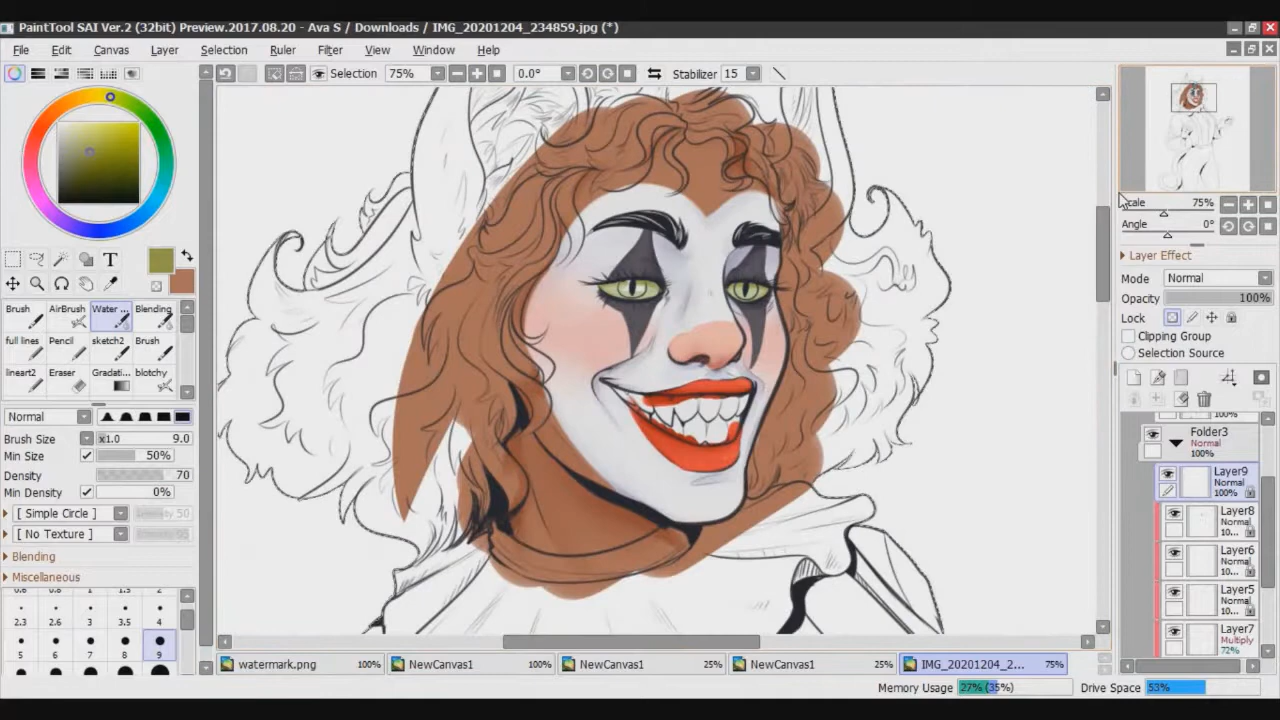 PaintTool SAI Ver.2 (32bit) Preview.2017.08.20 - Ava S / Downloads / IMG_20201204_234859.jpg (*)
File Edit Canvas Layer Selection Ruler Filter View Window Help
Selection 75% 0.0° Stabilizer 15
cale 75%
Angle 0°
Layer Effect
Mode Normal
Opacity 100%
Lock
Clipping Group
Selection Source
T
Brush AirBrush Water ... Blending
full lines Pencil sketch2 Brush
lineart2 Eraser Gradati... blotchy
Normal
Brush Size x1.0 9.0
Min Size 50%
Density 70
Min Density 0%
[ Simple Circle ]
[ No Texture ]
Blending
Miscellaneous
2.3 2.6 3 3.5 4
5 6 7 8 9
100%
Folder3
Normal
100%
Layer9
Normal
100%
Layer8
Normal
10...
Layer6
Normal
10...
Layer5
Normal
10...
Layer7
Multiply
72%
watermark.png 100% NewCanvas1 100% NewCanvas1 25% NewCanvas1 25% IMG_20201204_2... 75%
Memory Usage 27% (35%) Drive Space 53%